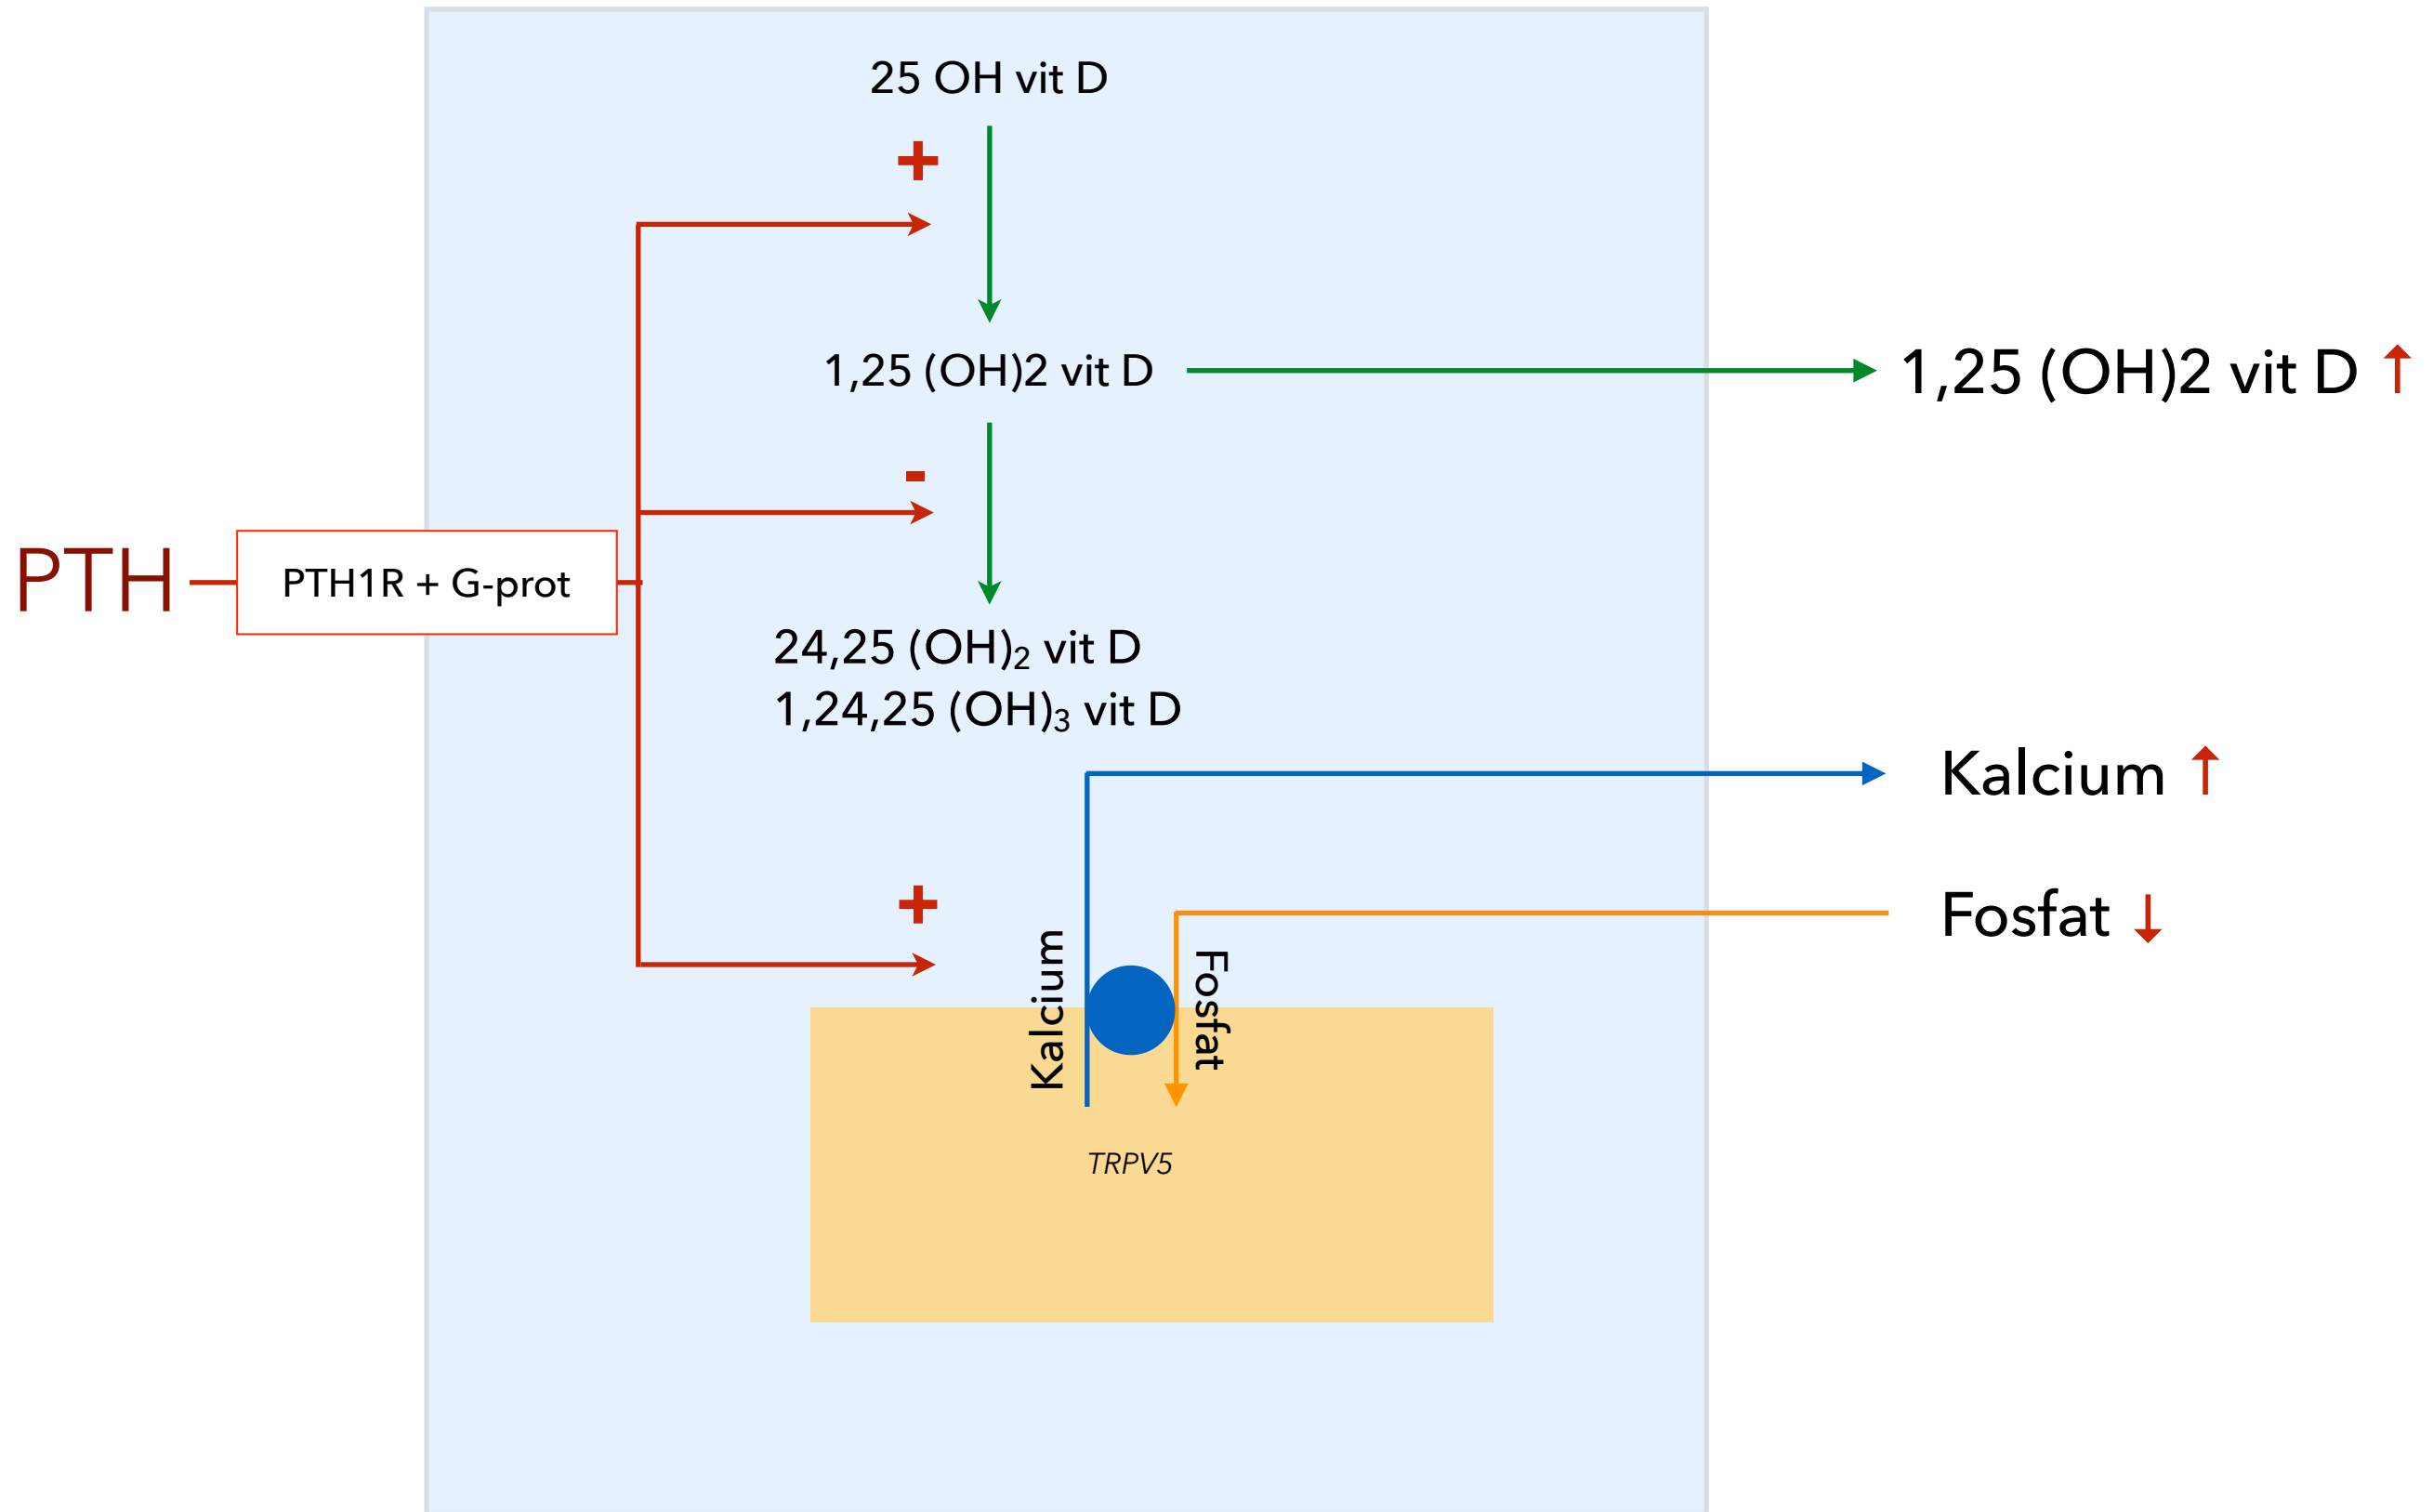 25 OH vit D
+
1,25 (OH)2 vit D
1,25 (OH)2 vit D ↑
-
PTH
PTH1R + G-prot
24,25 (OH)₂ vit D
1,24,25 (OH)₃ vit D
Kalcium ↑
+
Fosfat ↓
Kalcium
Fosfat
TRPV5